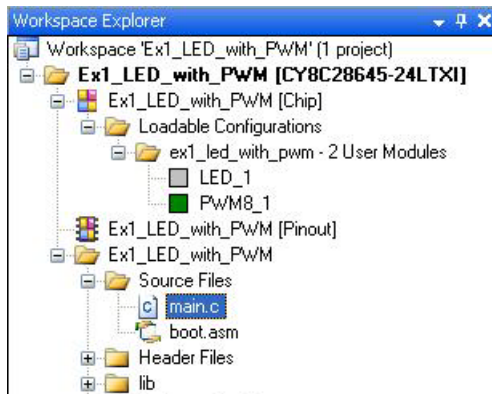 Workspace Explorer
Workspace 'Ex1_LED_with_PWM' (1 project)
Ex1_LED_with_PWM [CY8C28645-24LTXI]
Ex1_LED_with_PWM [Chip]
Loadable Configurations
ex1_led_with_pwm - 2 User Modules
LED_1
PWM8_1
Ex1_LED_with_PWM [Pinout]
Ex1_LED_with_PWM
Source Files
main.c
boot.asm
Header Files
lib